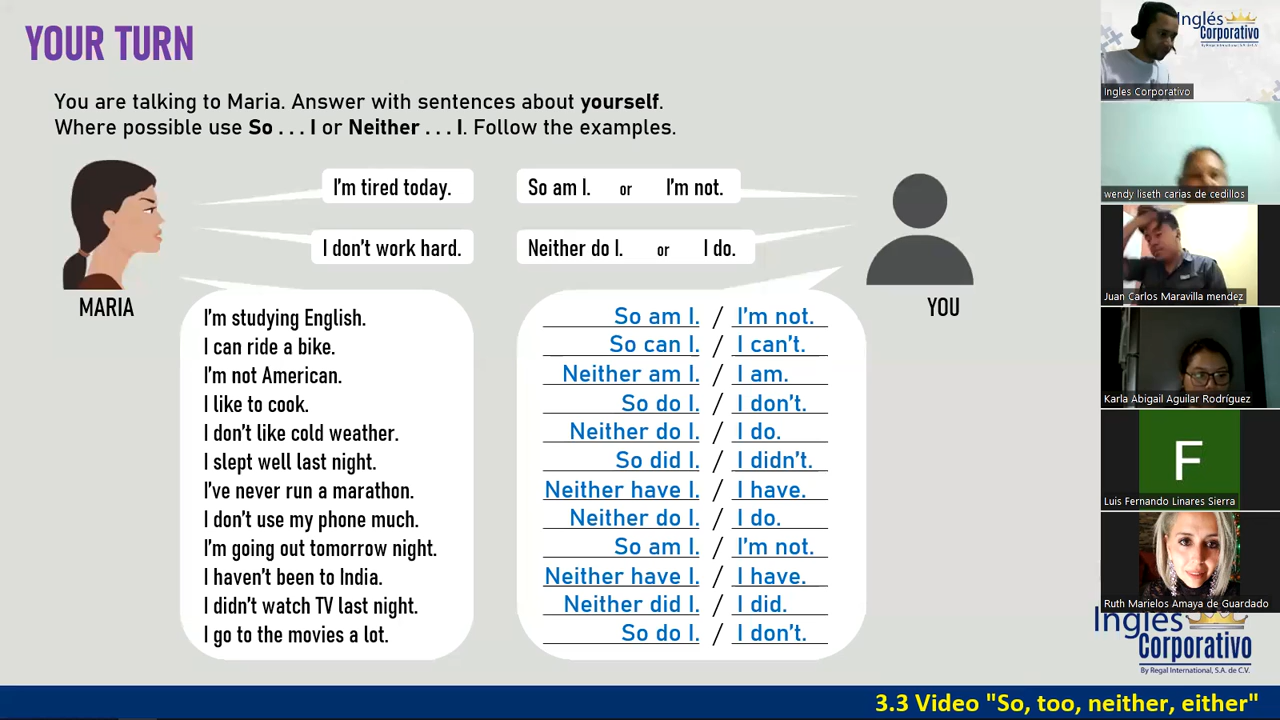 YOUR TURN
You are talking to Maria. Answer with sentences about yourself.
Where possible use So . . . I or Neither . . . I. Follow the examples.
I'm tired today.
So am I. or I'm not.
I don't work hard.
Neither do I. or I do.
MARIA
YOU
I'm studying English.
So am I. / I'm not.
I can ride a bike.
So can I. / I can't.
I'm not American.
Neither am I. / I am.
I like to cook.
So do I. / I don't.
I don't like cold weather.
Neither do I. / I do.
I slept well last night.
So did I. / I didn't.
I've never run a marathon.
Neither have I. / I have.
I don't use my phone much.
Neither do I. / I do.
I'm going out tomorrow night.
So am I. / I'm not.
I haven't been to India.
Neither have I. / I have.
I didn't watch TV last night.
Neither did I. / I did.
I go to the movies a lot.
So do I. / I don't.
Inglés
Corporativo
By Regal International, S.A. de C.V.
Ingles Corporativo
wendy liseth carias de cedillos
Juan Carlos Maravilla mendez
Karla Abigail Aguilar Rodríguez
F
Luis Fernando Linares Sierra
Ruth Marielos Amaya de Guardado
Inglés
Corporativo
By Regal International, S.A. de C.V.
3.3 Video "So, too, neither, either"